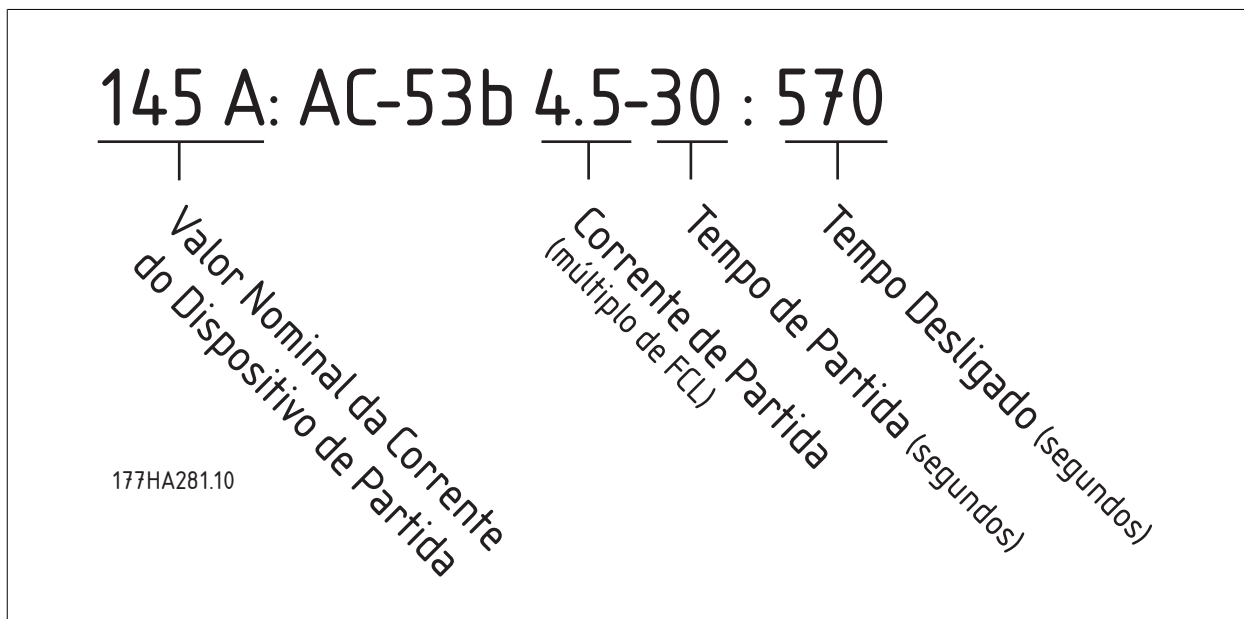 145 A: AC-53b 4.5-30 : 570
Valor Nominal da Corrente
do Dispositivo de Partida
Corrente de Partida
(múltiplo de FCL)
Tempo de Partida (segundos)
Tempo Desligado (segundos)
177HA281.10